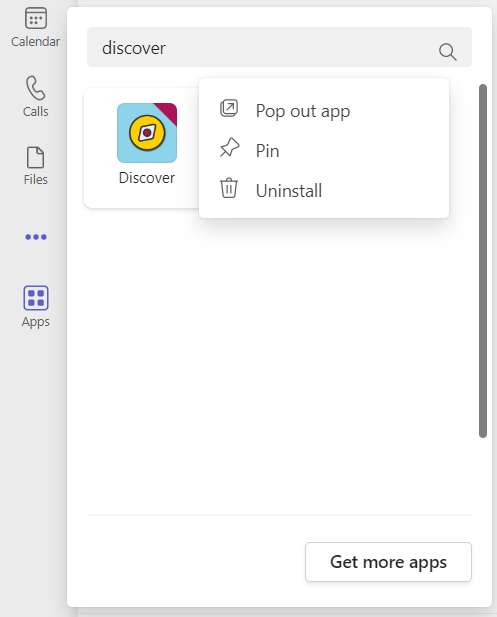 Calendar
Calls
Files
Apps
discover
Discover
Pop out app
Pin
Uninstall
Get more apps